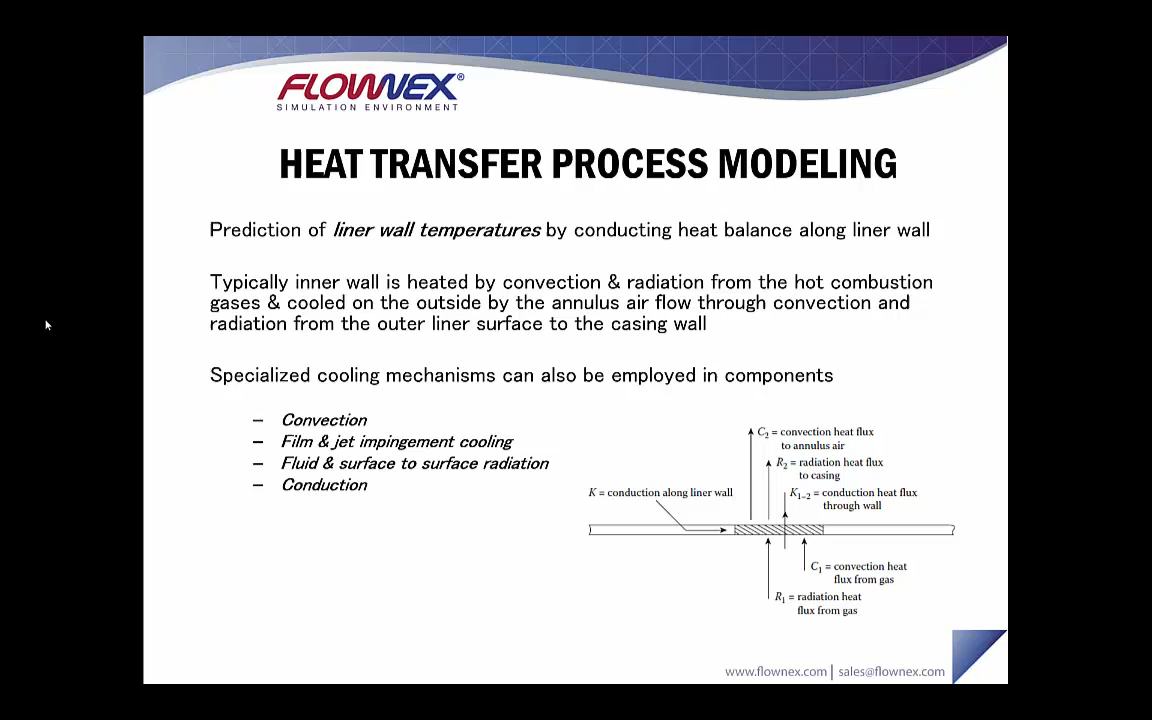 FLOWNEX®
SIMULATION ENVIRONMENT
HEAT TRANSFER PROCESS MODELING
Prediction of liner wall temperatures by conducting heat balance along liner wall
Typically inner wall is heated by convection & radiation from the hot combustion
gases & cooled on the outside by the annulus air flow through convection and
radiation from the outer liner surface to the casing wall
Specialized cooling mechanisms can also be employed in components
– Convection
– Film & jet impingement cooling
– Fluid & surface to surface radiation
– Conduction
C2 = convection heat flux
to annulus air
R2 = radiation heat flux
to casing
K = conduction along liner wall
K1–2 = conduction heat flux
through wall
C1 = convection heat
flux from gas
R1 = radiation heat
flux from gas
www.flownex.com | sales@flownex.com